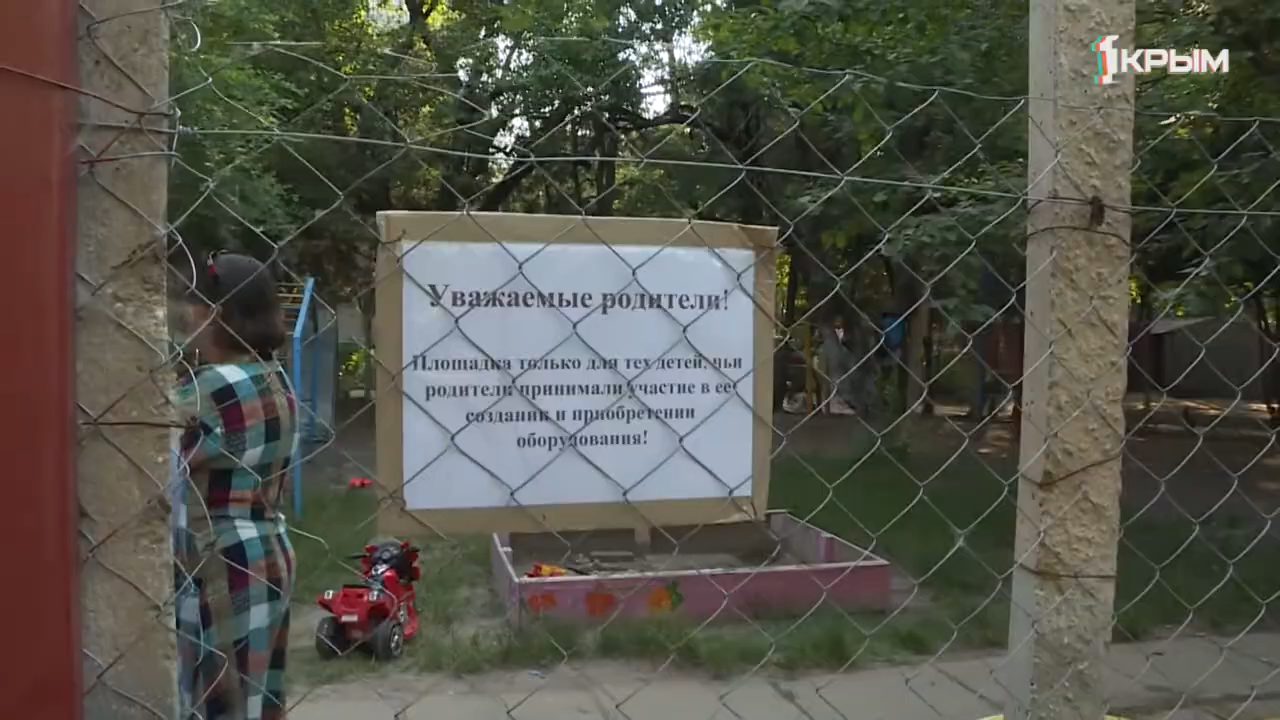 1КРЫМ
Уважаемые родители!
Площадка только для тех детей, чьи
родители принимали участие в ее
создании и приобретении
оборудования!